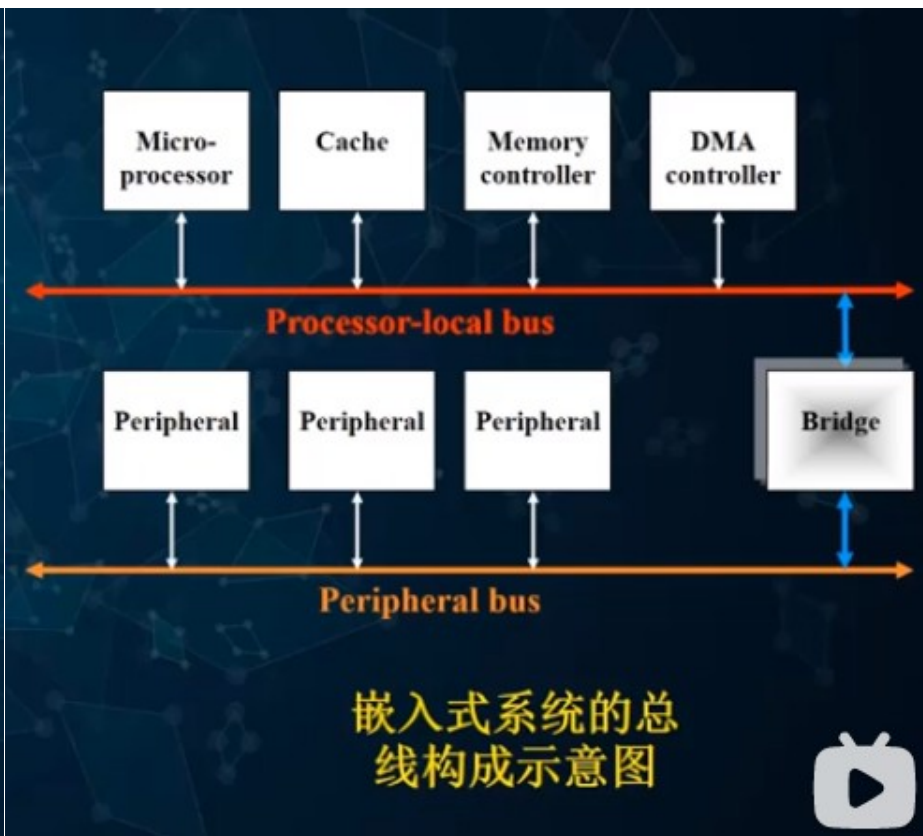 Micro-
processor
Cache
Memory
controller
DMA
controller
Processor-local bus
Peripheral
Peripheral
Peripheral
Bridge
Peripheral bus
嵌入式系统的总
线构成示意图